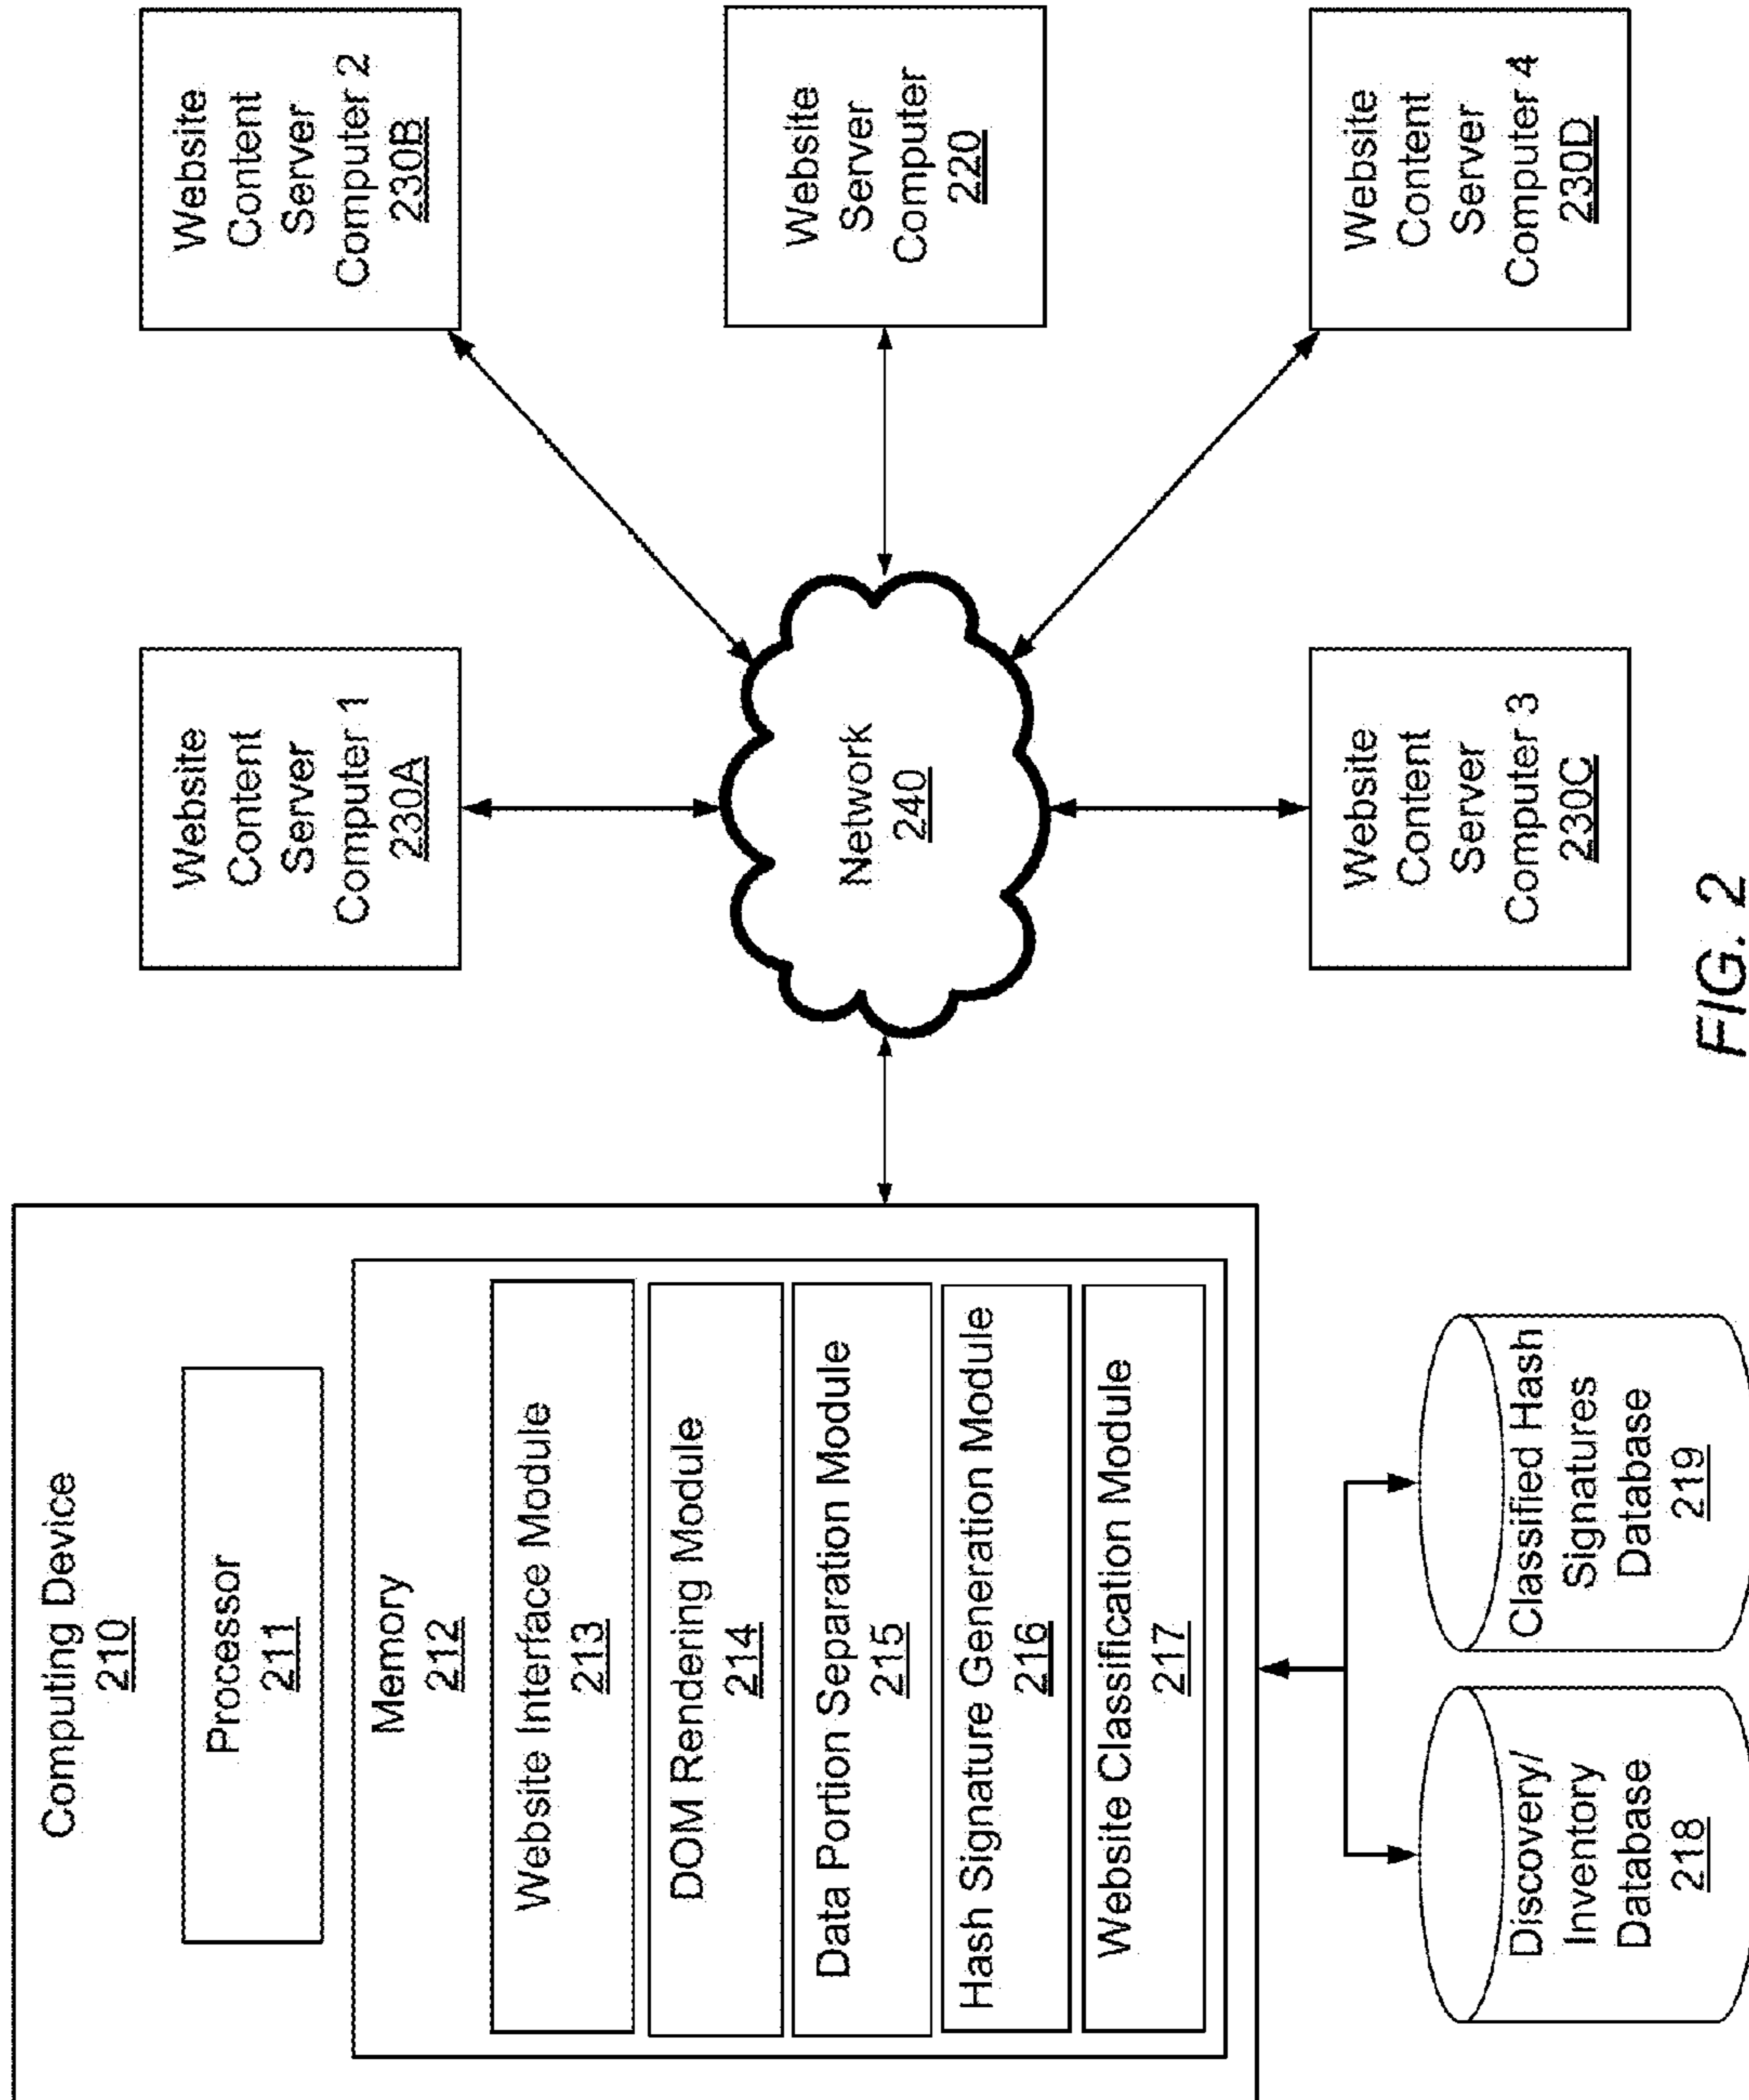 Computing Device
210
Processor
211
Memory
212
Website Interface Module
213
DOM Rendering Module
214
Data Portion Separation Module
215
Hash Signature Generation Module
216
Website Classification Module
217
Discovery/
Inventory
Database
218
Classified Hash
Signatures
Database
219
Website
Content
Server
Computer 1
230A
Website
Content
Server
Computer 2
230B
Network
240
Website
Server
Computer
220
Website
Content
Server
Computer 3
230C
Website
Content
Server
Computer 4
230D
FIG. 2